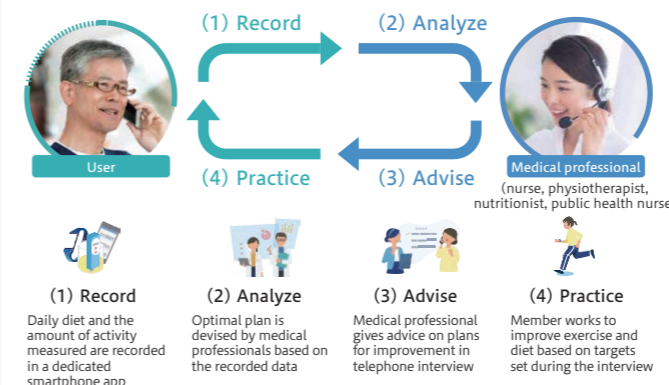 (1) Record
(2) Analyze
User
(4) Practice
(3) Advise
Medical professional
(nurse, physiotherapist,
nutritionist, public health nurse
(1) Record
Daily diet and the
amount of activity
measured are recorded
in a dedicated
smartphone app
(2) Analyze
Optimal plan is
devised by medical
professionals based on
the recorded data
(3) Advise
Medical professional
gives advice on plans
for improvement in
telephone interview
(4) Practice
Member works to
improve exercise and
diet based on targets
set during the interview